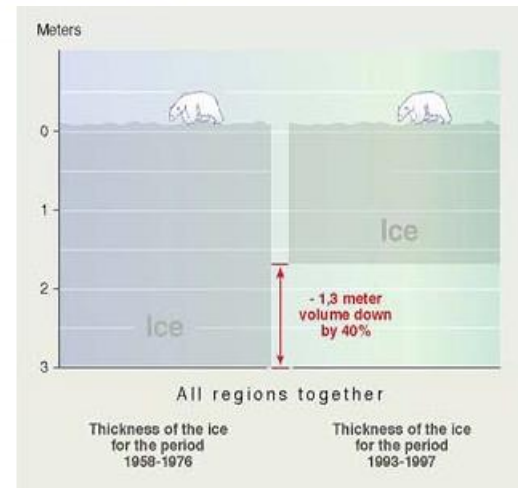 Meters
0
1
Ice
2
- 1,3 meter
volume down
by 40%
Ice
3
All regions together
Thickness of the ice
for the period
1958-1976
Thickness of the ice
for the period
1993-1997